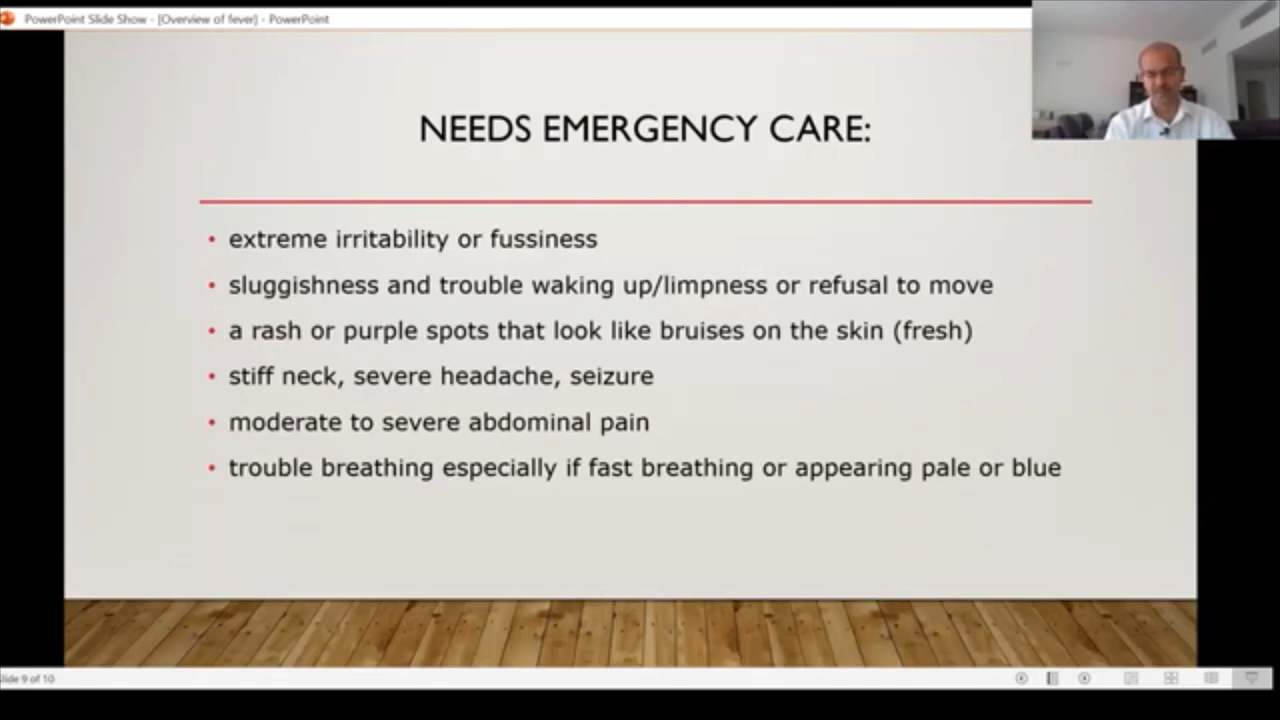 PowerPoint Slide Show - [Overview of fever] - PowerPoint
NEEDS EMERGENCY CARE:
• extreme irritability or fussiness
• sluggishness and trouble waking up/limpness or refusal to move
• a rash or purple spots that look like bruises on the skin (fresh)
• stiff neck, severe headache, seizure
• moderate to severe abdominal pain
• trouble breathing especially if fast breathing or appearing pale or blue
lide 9 of 10